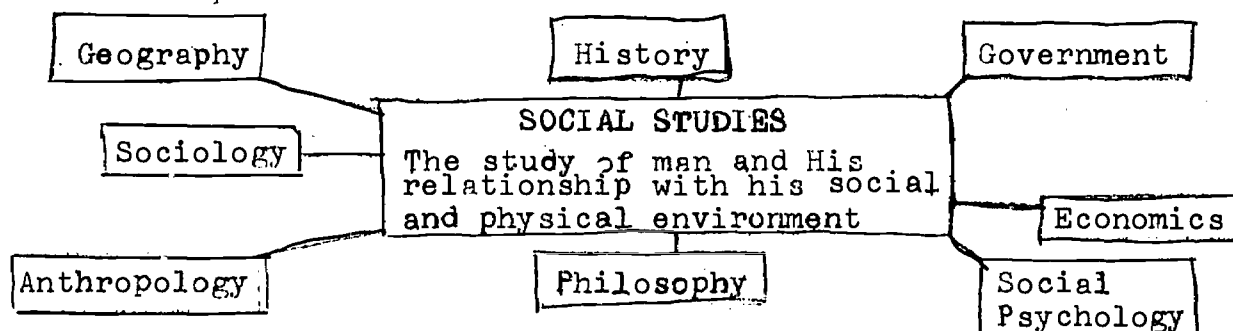 Geography
History
Government
SOCIAL STUDIES
Sociology
The study of man and His
relationship with his social
and physical environment
Economics
Anthropology
Philosophy
Social
Psychology